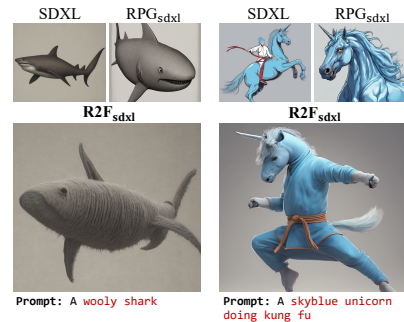 SDXL RPGsdxl SDXL RPGsdxl
R2Fsdxl R2Fsdxl
Prompt: A wooly shark
Prompt: A skyblue unicorn
doing kung fu